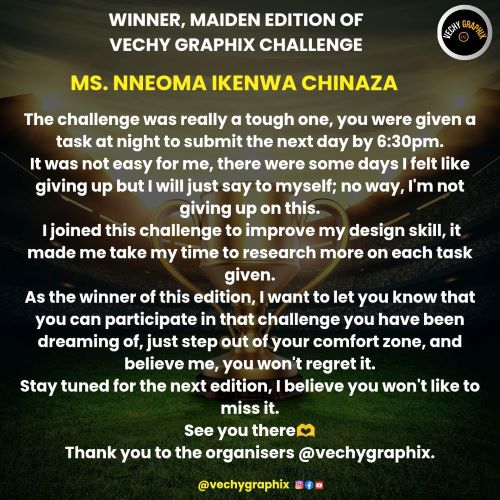 WINNER, MAIDEN EDITION OF
VECHY GRAPHIX CHALLENGE
VECHY GRAPHIX
MS. NNEOMA IKENWA CHINAZA
The challenge was really a tough one, you were given a
task at night to submit the next day by 6:30pm.
It was not easy for me, there were some days I felt like
giving up but I will just say to myself; no way, I'm not
giving up on this.
I joined this challenge to improve my design skill, it
made me take my time to research more on each task
given.
As the winner of this edition, I want to let you know that
you can participate in that challenge you have been
dreaming of, just step out of your comfort zone, and
believe me, you won't regret it.
Stay tuned for the next edition, I believe you won't like to
miss it.
See you there🫶
Thank you to the organisers @vechygraphix.
@vechygraphix